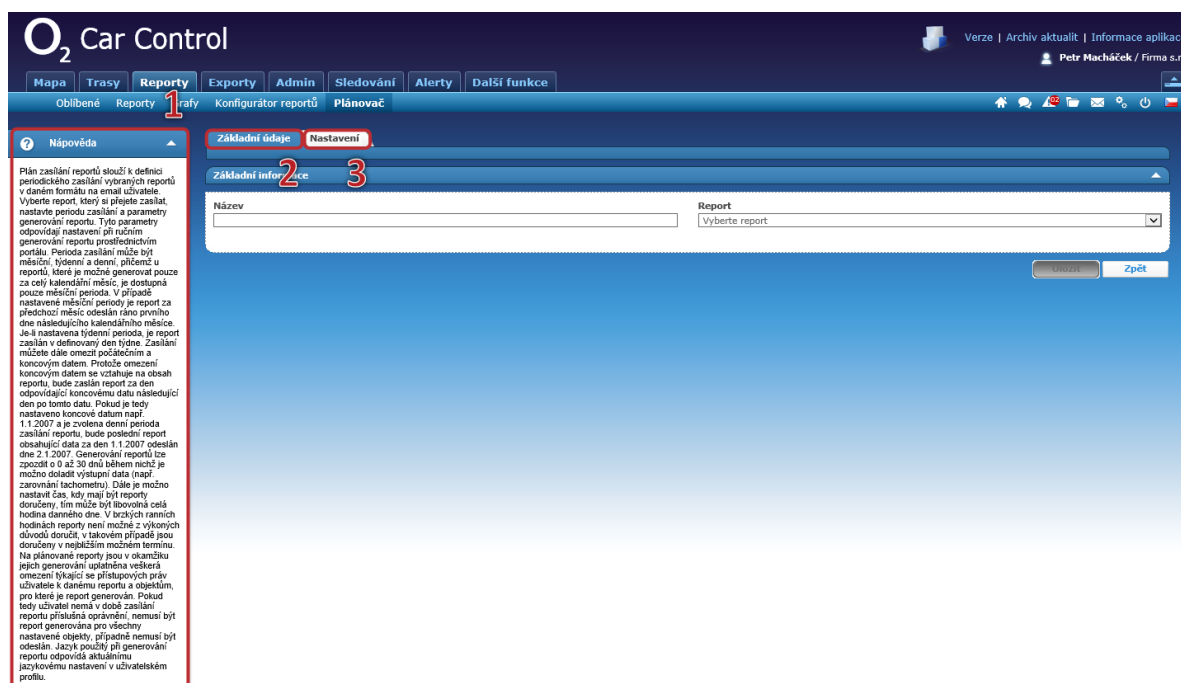 O2 Car Control
Verze | Archiv aktualit | Informace aplikac
Petr Macháček / Firma s.r
Mapa Trasy Reporty Exporty Admin Sledování Alerty Další funkce
Oblíbené Reporty Grafy Konfigurátor reportů Plánovač
1
02
? Nápověda
Plán zasílání reportů slouží k definici
periodického zasílání vybraných reportů
v daném formátu na email uživatele.
Vyberte report, který si přejete zasílat,
nastavte periodu zasílání a parametry
generování reportu. Tyto parametry
odpovídají nastavení při ručním
generování reportu prostřednictvím
portálu. Perioda zasílání může být
měsíční, týdenní a denní, přičemž u
reportů, které je možné generovat pouze
za celý kalendářní měsíc, je dostupná
pouze měsíční perioda. V případě
nastavené měsíční periody je report za
předchozí měsíc odeslán ráno prvního
dne následujícího kalendářního měsíce.
Je-li nastavena týdenní perioda, je report
zasílán v definovaný den týdne. Zasílání
můžete dále omezit počátečním a
koncovým datem. Protože omezení
koncovým datem se vztahuje na obsah
reportu, bude zaslán report za den
odpovídající koncovému datu následující
den po tomto datu. Pokud je tedy
nastaveno koncové datum např.
1.1.2007 a je zvolena denní perioda
zasílání reportu, bude poslední report
obsahující data za den 1.1.2007 odeslán
dne 2.1.2007. Generování reportů lze
zpozdit o 0 až 30 dnů během nichž je
možno doladit výstupní data (např.
zarovnání tachometru). Dále je možno
nastavit čas, kdy mají být reporty
doručeny, tím může být libovolná celá
hodina danného dne. V brzkých ranních
hodinách reporty není možné z výkoných
důvodů doručit, v takovém případě jsou
doručeny v nejbližším možném termínu.
Na plánované reporty jsou v okamžiku
jejich generování uplatněna veškerá
omezení týkající se přístupových práv
uživatele k danému reportu a objektům,
pro které je report generován. Pokud
tedy uživatel nemá v době zasílání
reportu příslušná oprávnění, nemusí být
report generována pro všechny
nastavené objekty, případně nemusí být
odeslán. Jazyk použitý při generování
reportu odpovídá aktuálnímu
jazykovému nastavení v uživatelském
profilu.
Základní údaje Nastavení
2 3
Základní informace
Název Report
Vyberte report
Uložit Zpět